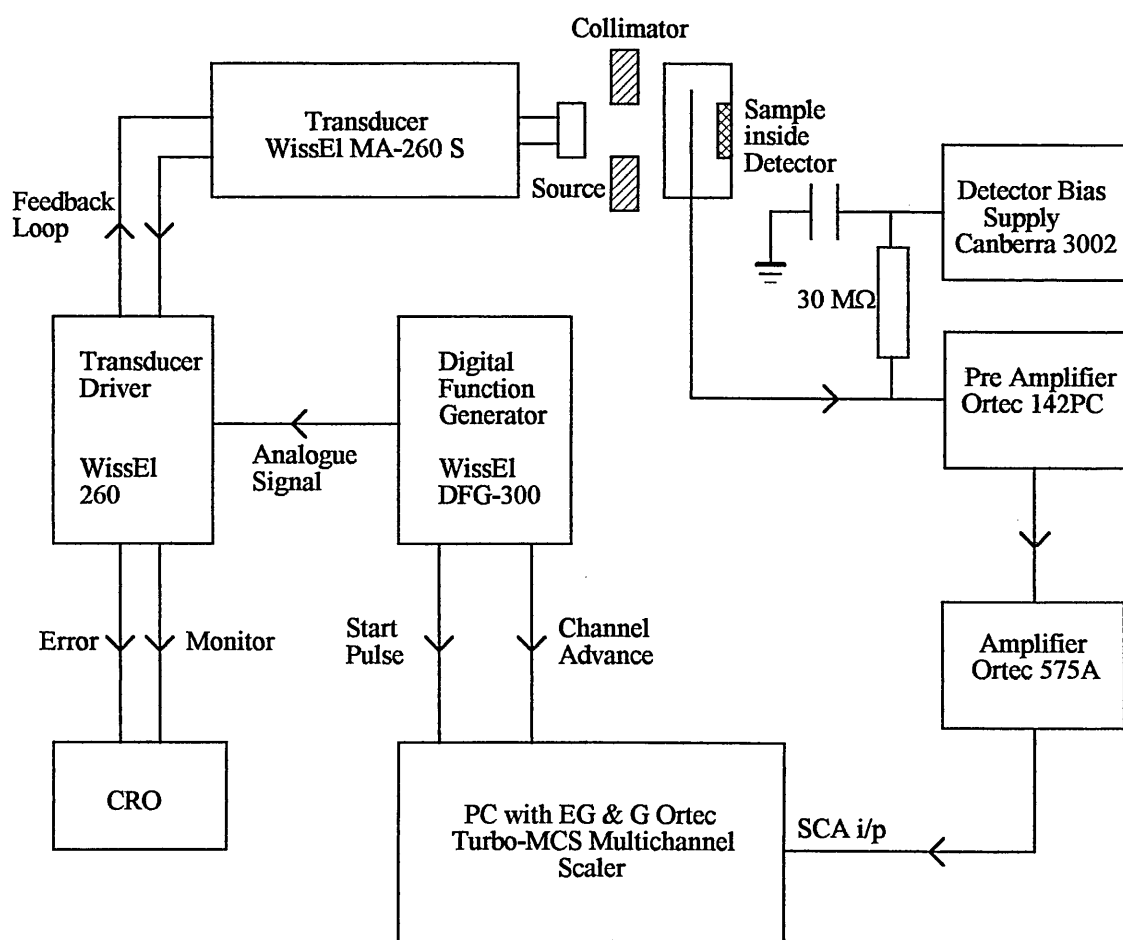 Collimator
Transducer
WissEl MA-260 S
Sample
inside
Detector
Source
Feedback
Loop
Detector Bias
Supply
Canberra 3002
30 MΩ
Transducer
Driver
WissEl
260
Digital
Function
Generator
WissEl
DFG-300
Analogue
Signal
Pre Amplifier
Ortec 142PC
Error
Monitor
Start
Pulse
Channel
Advance
Amplifier
Ortec 575A
CRO
PC with EG & G Ortec
Turbo-MCS Multichannel
Scaler
SCA i/p